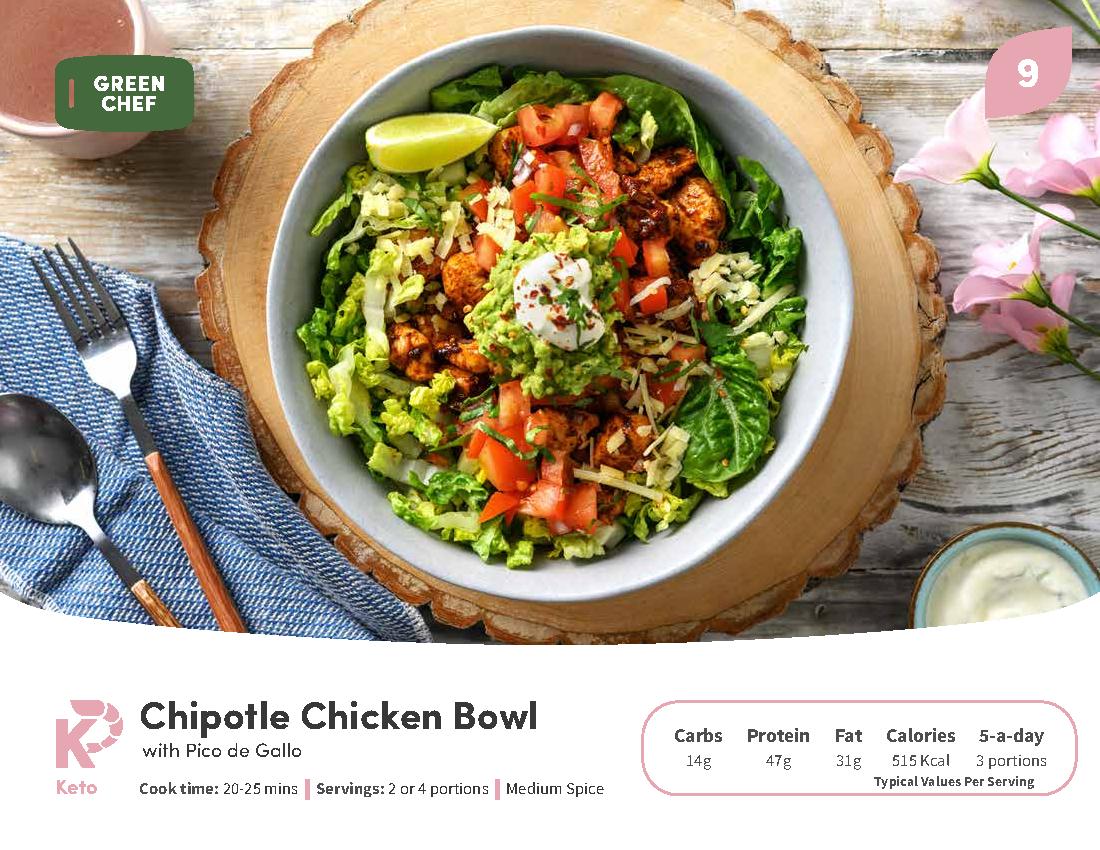 GREEN
CHEF
9
Chipotle Chicken Bowl
with Pico de Gallo
Keto
Cook time: 20-25 mins | Servings: 2 or 4 portions | Medium Spice
Carbs Protein Fat Calories 5-a-day
14g 47g 31g 515 Kcal 3 portions
Typical Values Per Serving